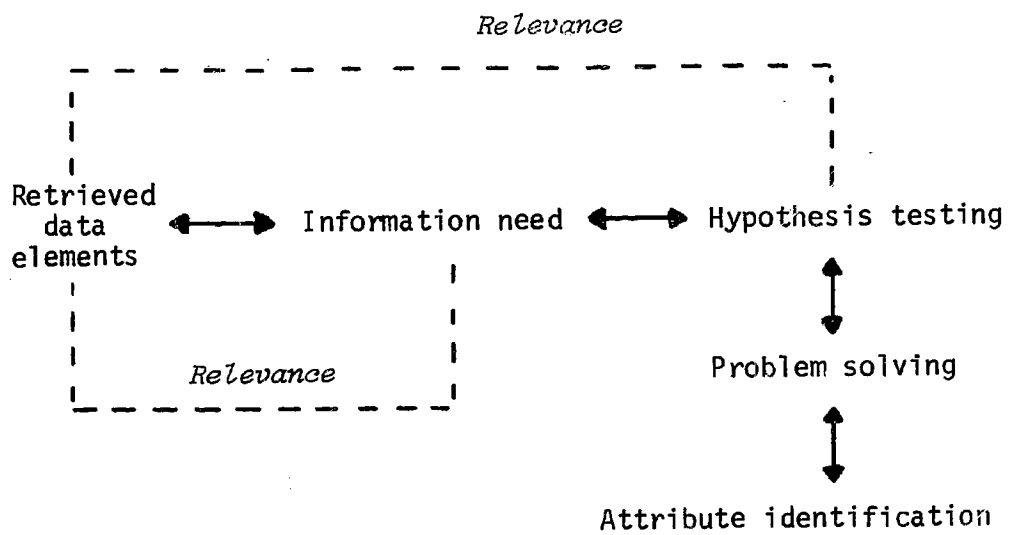 Relevance
Retrieved
data
elements
Information need
Hypothesis testing
Relevance
Problem solving
Attribute identification